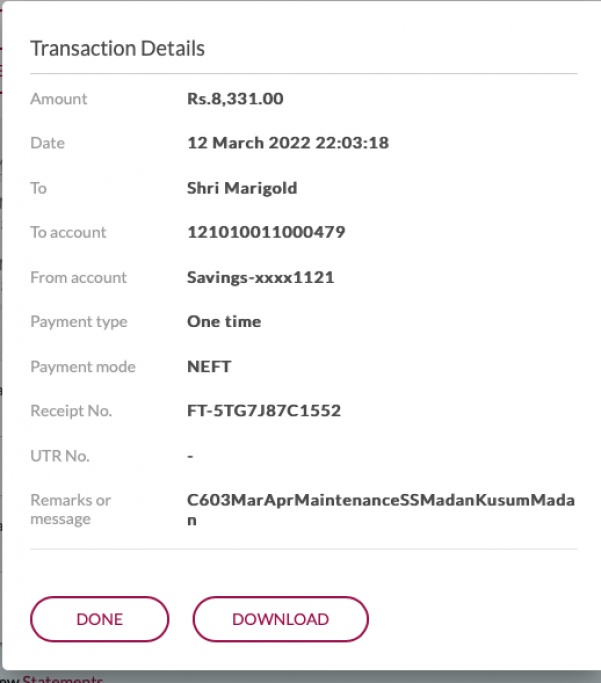 Transaction Details
Amount Rs.8,331.00
Date 12 March 2022 22:03:18
To Shri Marigold
To account 121010011000479
From account Savings-xxxx1121
Payment type One time
Payment mode NEFT
Receipt No. FT-5TG7J87C1552
UTR No. -
Remarks or message C603MarAprMaintenanceSSMadanKusumMada
n
DONE DOWNLOAD
Statements